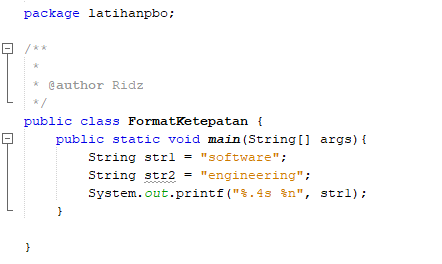 package latihanpbo;
/**
 *
 * @author Ridz
 */
public class FormatKetepatan {
    public static void main(String[] args){
        String str1 = "software";
        String str2 = "engineering";
        System.out.printf("%.4s %n", str1);
    }
}